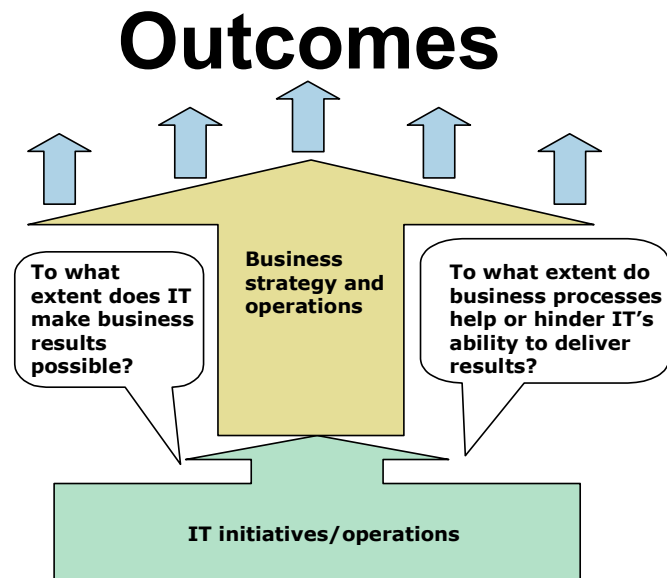 Outcomes
Business
strategy and
operations
To what
extent does IT
make business
results
possible?
To what extent do
business processes
help or hinder IT’s
ability to deliver
results?
IT initiatives/operations